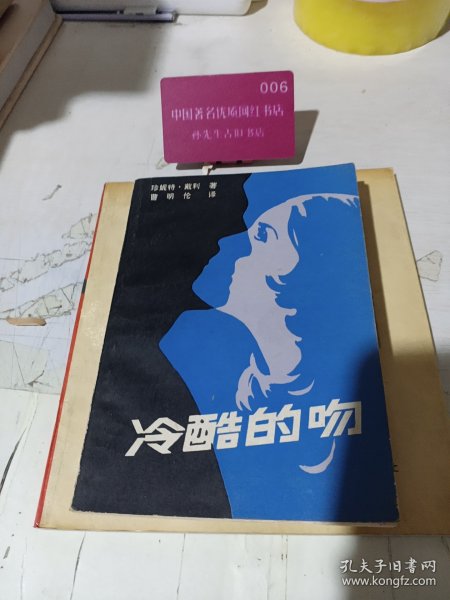 006
中国著名优质网红书店
孙先生古旧书店
珍妮特·戴利 著
曹明伦 译
冷酷的吻
孔夫子旧书网
www.kongfz.com